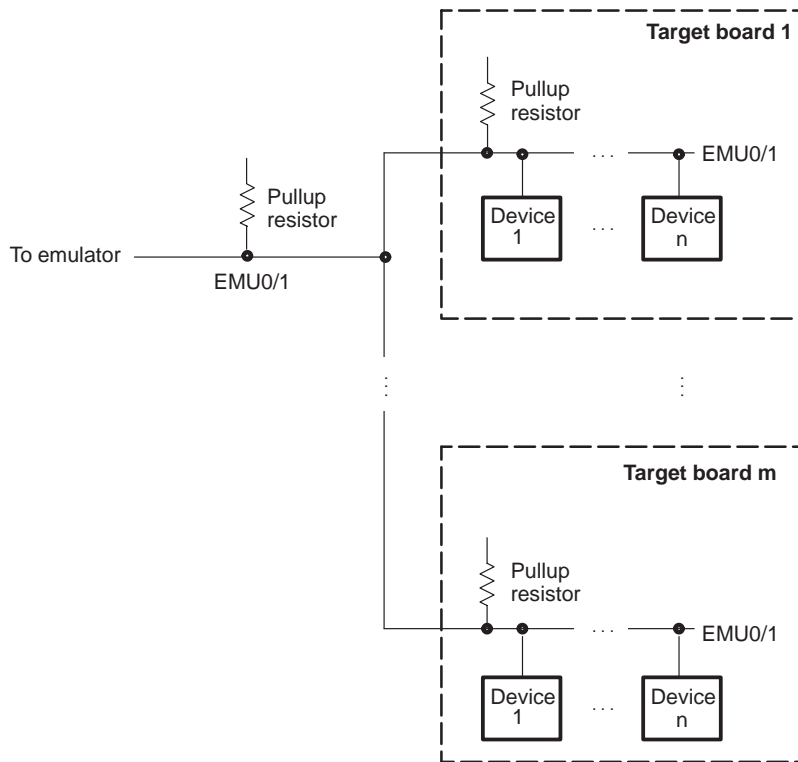 Target board 1
Pullup
resistor
. . .
EMU0/1
Device
1
. . .
Device
n
Pullup
resistor
To emulator
EMU0/1
. . .
. . .
Target board m
Pullup
resistor
. . .
EMU0/1
Device
1
. . .
Device
n